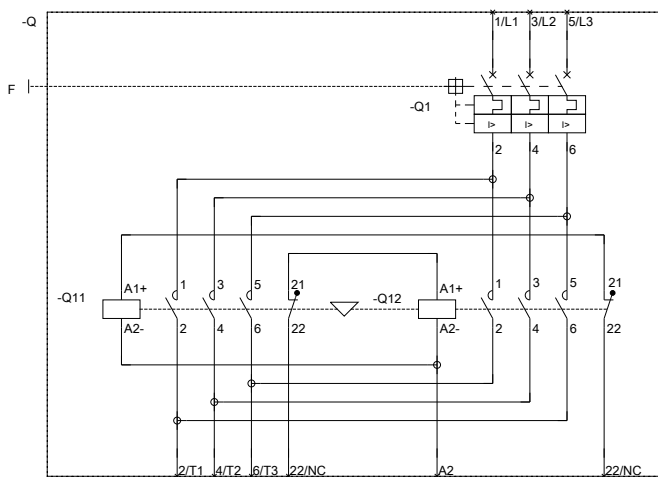 -Q 1/L1 3/L2 5/L3
F
-Q1
I> I> I>
2 4 6
1 3 5 21 1 3 5 21
-Q11 A1+ -Q12 A1+
A2- 2 4 6 22 A2- 2 4 6 22
2/T1 4/T2 6/T3 22/NC A2 22/NC